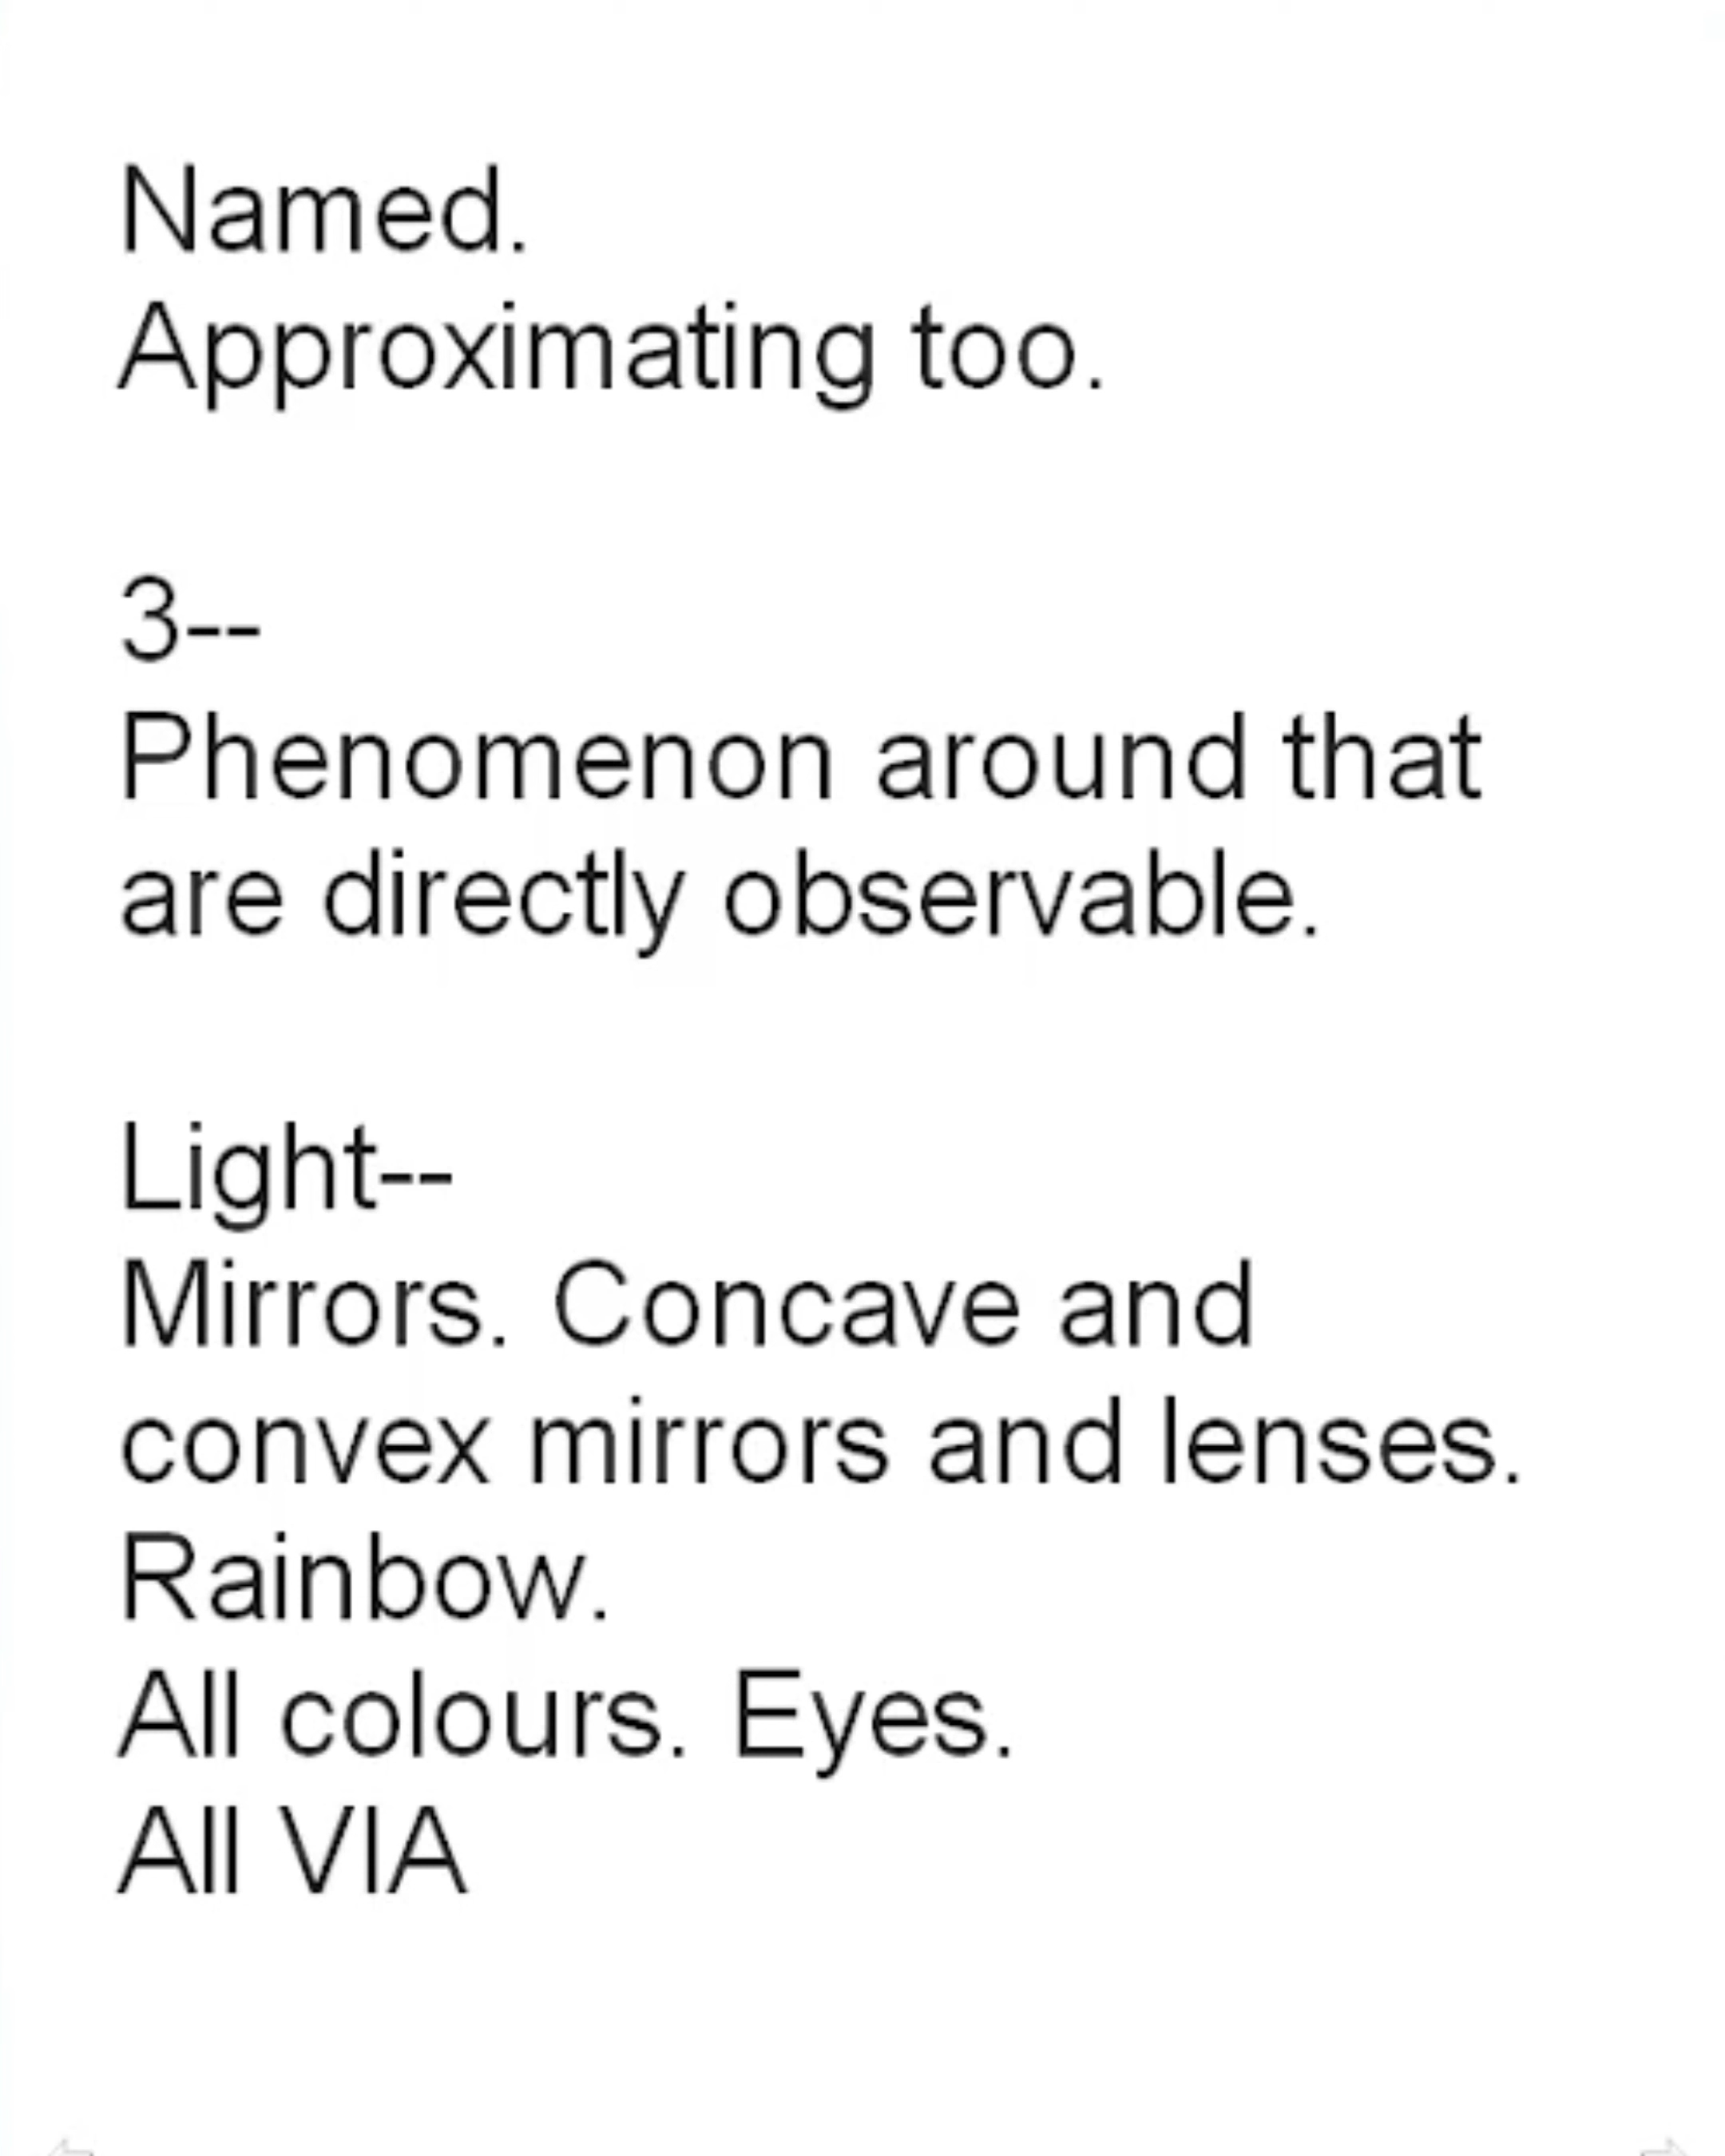 Named.
Approximating too.
3--
Phenomenon around that
are directly observable.
Light--
Mirrors. Concave and
convex mirrors and lenses.
Rainbow.
All colours. Eyes.
All VIA